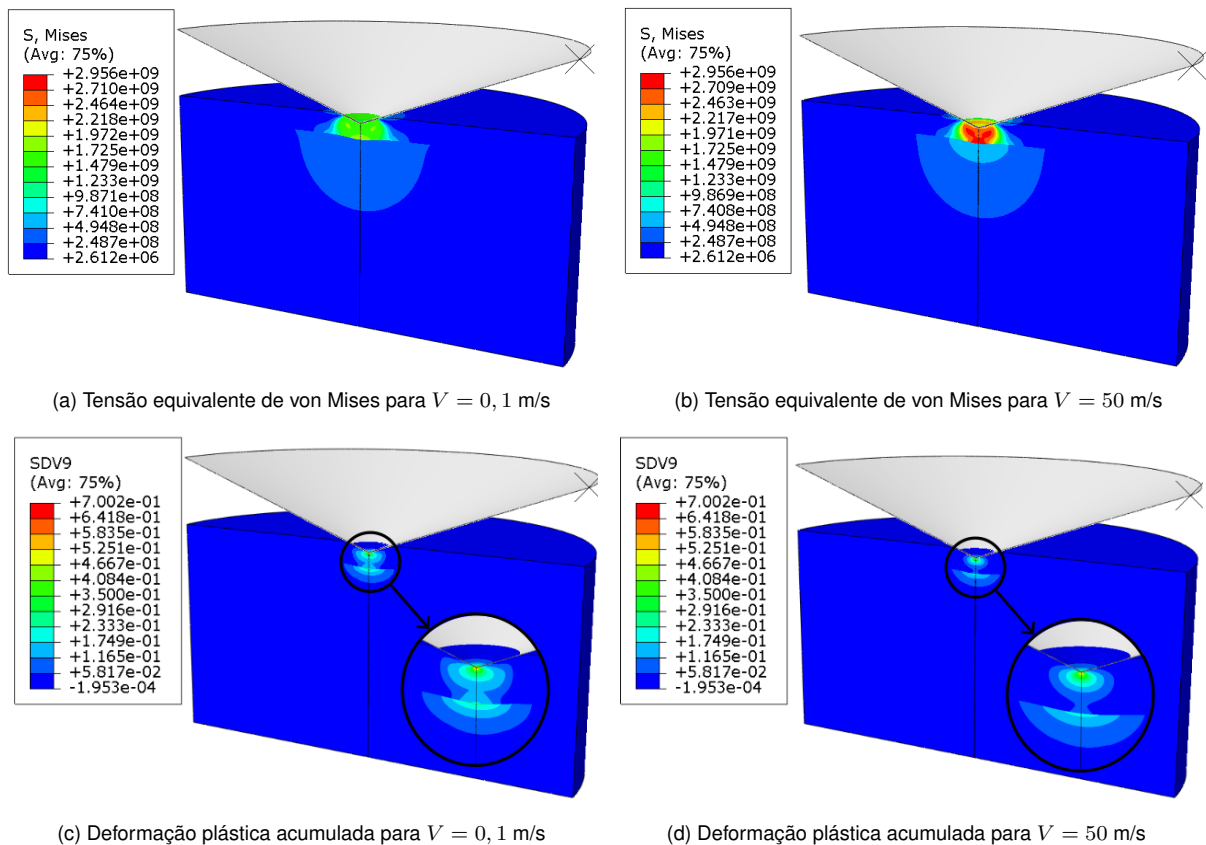 S, Mises
(Avg: 75%)
+2.956e+09
+2.710e+09
+2.464e+09
+2.218e+09
+1.972e+09
+1.725e+09
+1.479e+09
+1.233e+09
+9.871e+08
+7.410e+08
+4.948e+08
+2.487e+08
+2.612e+06
(a) Tensão equivalente de von Mises para V = 0, 1 m/s
S, Mises
(Avg: 75%)
+2.956e+09
+2.709e+09
+2.463e+09
+2.217e+09
+1.971e+09
+1.725e+09
+1.479e+09
+1.233e+09
+9.869e+08
+7.408e+08
+4.948e+08
+2.487e+08
+2.612e+06
(b) Tensão equivalente de von Mises para V = 50 m/s
SDV9
(Avg: 75%)
+7.002e-01
+6.418e-01
+5.835e-01
+5.251e-01
+4.667e-01
+4.084e-01
+3.500e-01
+2.916e-01
+2.333e-01
+1.749e-01
+1.165e-01
+5.817e-02
-1.953e-04
(c) Deformação plástica acumulada para V = 0, 1 m/s
SDV9
(Avg: 75%)
+7.002e-01
+6.418e-01
+5.835e-01
+5.251e-01
+4.667e-01
+4.084e-01
+3.500e-01
+2.916e-01
+2.333e-01
+1.749e-01
+1.165e-01
+5.817e-02
-1.953e-04
(d) Deformação plástica acumulada para V = 50 m/s